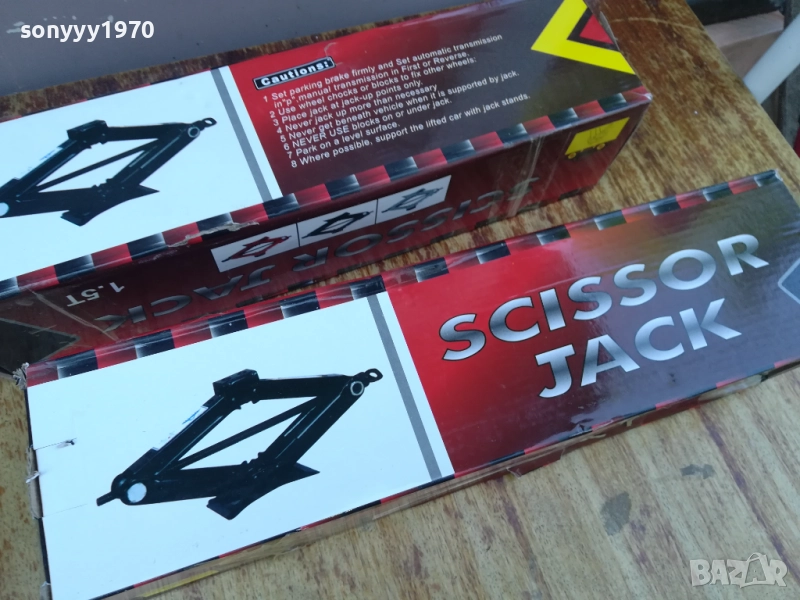 sonyyy1970
Cautions:
1 Set parking brake firmly and Set automatic transmission
in"p" manual transmission in First or Reverse.
2 Use wheel chocks or blocks to fix other wheels:
3 Place jack at jack-up points only.
4 Never jack up more than necessary
5 Never get beneath vehicle when it is supported by jack.
6 NEVER USE blocks on or under jack.
7 Park on a level surface.
8 Where possible, support the lifted car with jack stands.
SCISSOR JACK
1.5T
SCISSOR
JACK
BAZAR